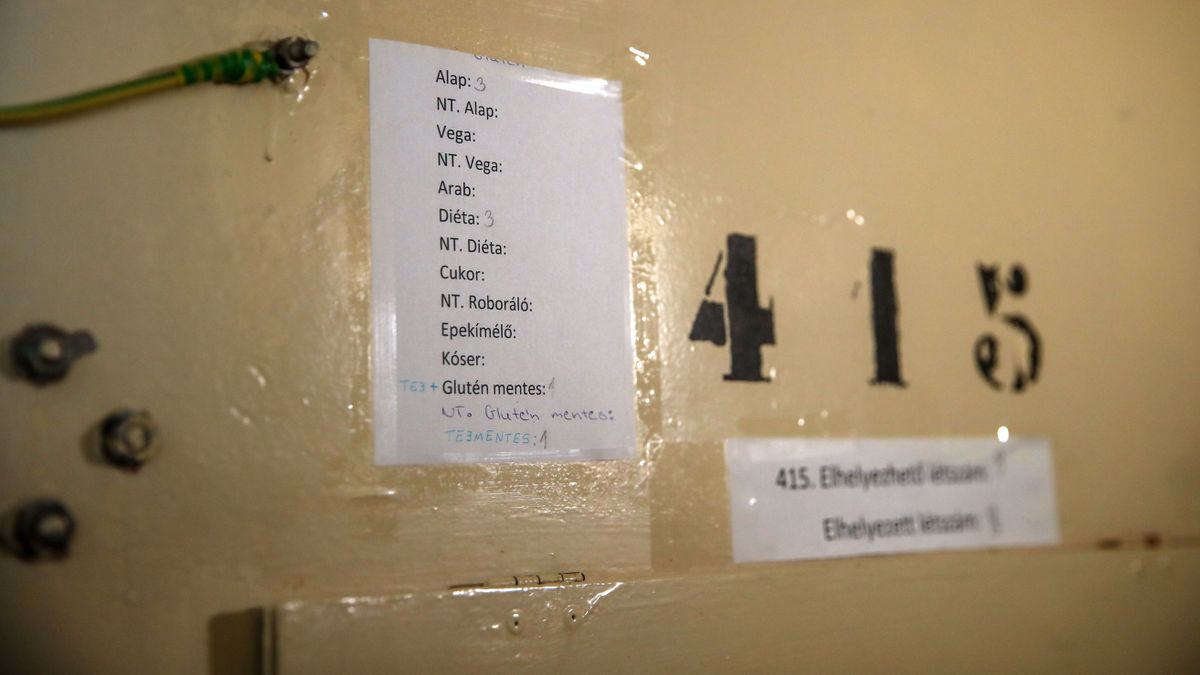 Alap: 3
NT. Alap:
Vega:
NT. Vega:
Arab:
Diéta: 3
NT. Diéta:
Cukor:
NT. Roboráló:
Epekímélő:
Kóser:
TEJ + Glutén mentes: 1
NT. Glutén mentes:
TEJMENTES: 1
415
415. Elhelyezhető létszám:
Elhelyezett létszám: